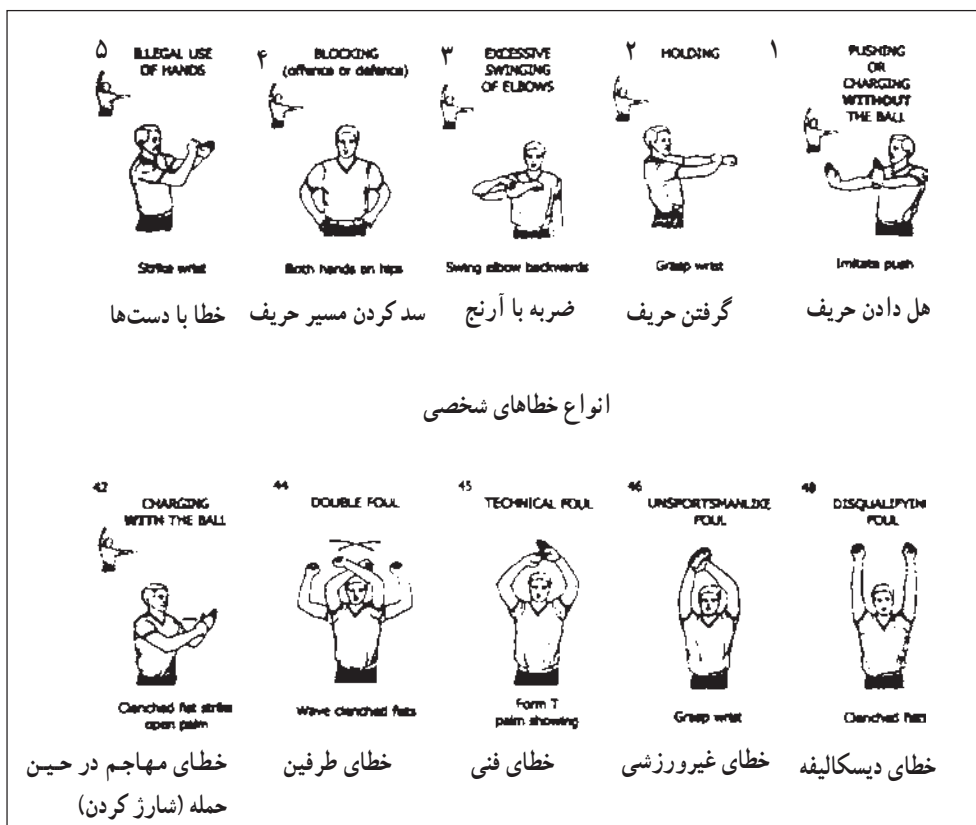 ۱
PUSHING
OR
CHARGING
WITHOUT
THE BALL
Imitate push
هل دادن حریف
۲
HOLDING
Grasp wrist
گرفتن حریف
۳
EXCESSIVE
SWINGING
OF ELBOWS
Swing elbow backwards
ضربه با آرنج
۴
BLOCKING
(offence or defence)
Both hands on hips
سد کردن مسیر حریف
۵
ILLEGAL USE
OF HANDS
Strike wrist
خطا با دست‌ها
انواع خطاهای شخصی
48
DISQUALIFYIN
FOUL
Clenched fists
خطای دیسکالیفه
46
UNSPORTSMANLIKE
FOUL
Grasp wrist
خطای غیرورزشی
45
TECHNICAL FOUL
Form T
palm showing
خطای فنی
44
DOUBLE FOUL
Wave clenched fists
خطای طرفین
42
CHARGING
WITH THE BALL
Clenched fist strike
open palm
خطای مهاجم در حین
حمله (شارژ کردن)